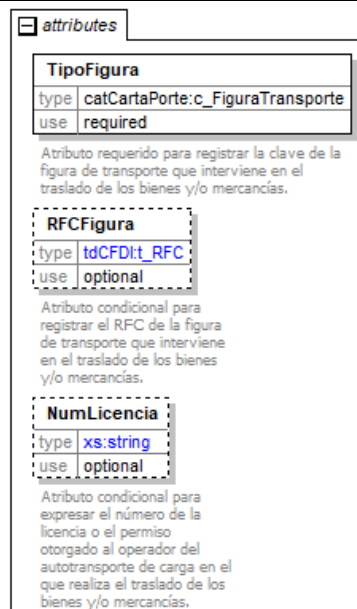 attributes
TipoFigura
type catCartaPorte:c_FiguraTransporte
use required
Atributo requerido para registrar la clave de la
figura de transporte que interviene en el
traslado de los bienes y/o mercancías.
RFCFigura
type tdCFDI:t_RFC
use optional
Atributo condicional para
registrar el RFC de la figura
de transporte que interviene
en el traslado de los bienes
y/o mercancías.
NumLicencia
type xs:string
use optional
Atributo condicional para
expresar el número de la
licencia o el permiso
otorgado al operador del
autotransporte de carga en el
que realiza el traslado de los
bienes y/o mercancías.